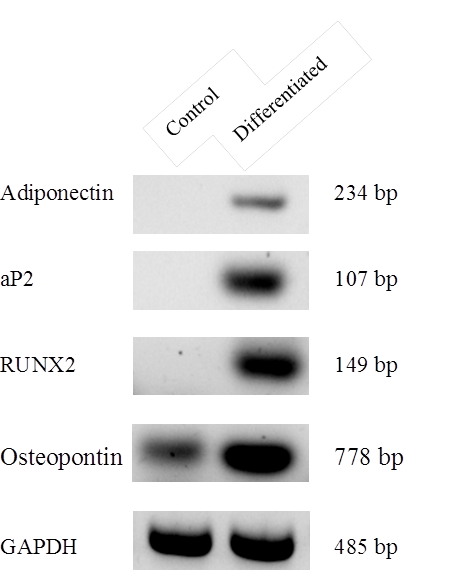 Control
Differentiated
Adiponectin 234 bp
aP2 107 bp
RUNX2 149 bp
Osteopontin 778 bp
GAPDH 485 bp